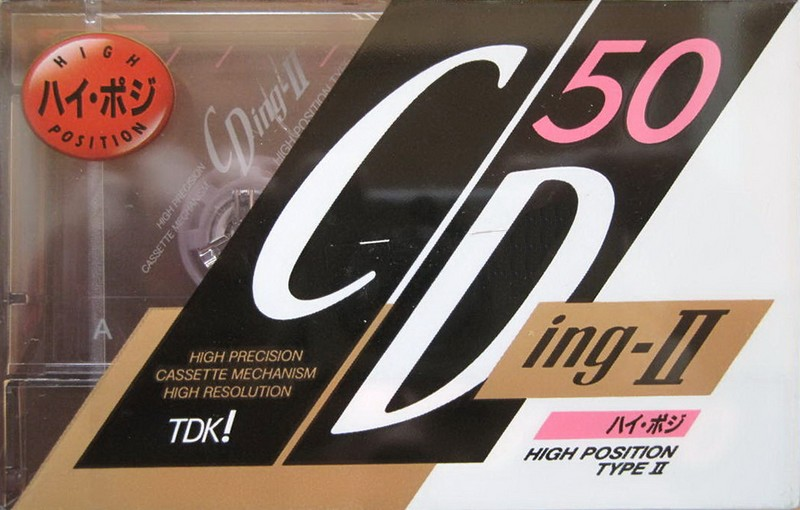 HIGH
ハイ・ポジ
POSITION
CDing-II
HIGH POSITION
HIGH PRECISION
CASSETTE MECHANISM
A
50
CD
ing-II
HIGH PRECISION
CASSETTE MECHANISM
HIGH RESOLUTION
TDK!
ハイ・ポジ
HIGH POSITION
TYPE II